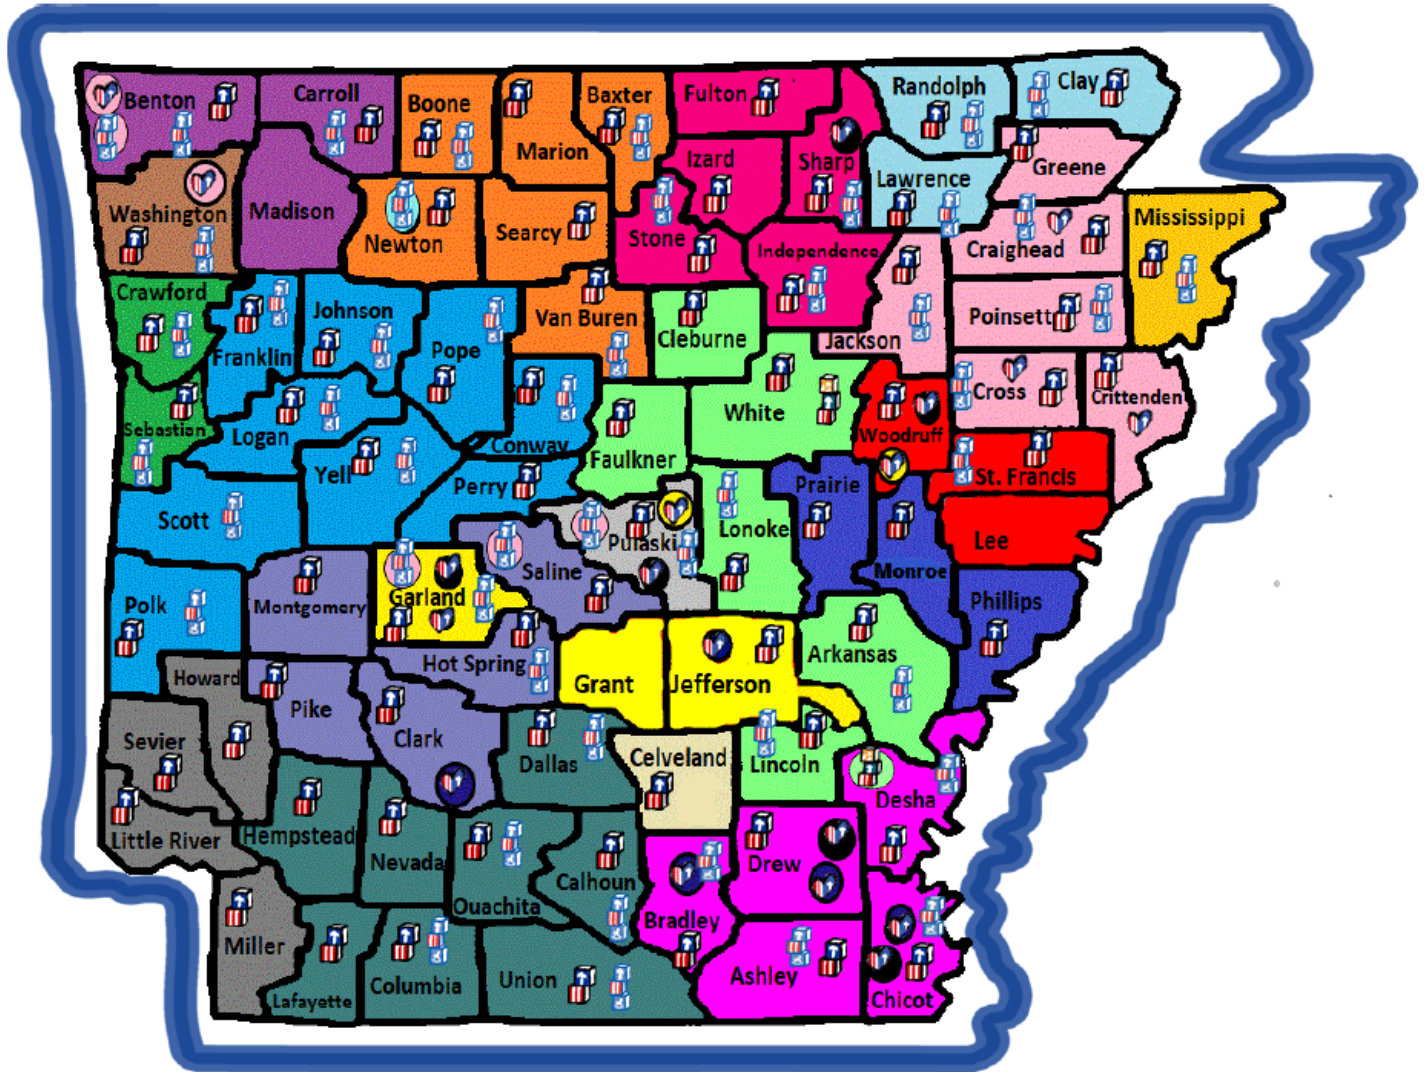 Benton
Carroll
Boone
Marion
Baxter
Fulton
Sharp
Randolph
Clay
Izard
Lawrence
Greene
Washington
Madison
Newton
Searcy
Stone
Independence
Craighead
Mississippi
Crawford
Franklin
Johnson
Pope
Van Buren
Cleburne
Jackson
Poinsett
Sebastian
Logan
Conway
White
Woodruff
Cross
Crittenden
Yell
Perry
Faulkner
Prairie
St. Francis
Scott
Pulaski
Lonoke
Lee
Polk
Montgomery
Garland
Saline
Monroe
Phillips
Howard
Hot Spring
Grant
Jefferson
Arkansas
Sevier
Pike
Clark
Dallas
Celveland
Lincoln
Desha
Little River
Hempstead
Nevada
Ouachita
Calhoun
Bradley
Drew
Miller
Lafayette
Columbia
Union
Ashley
Chicot